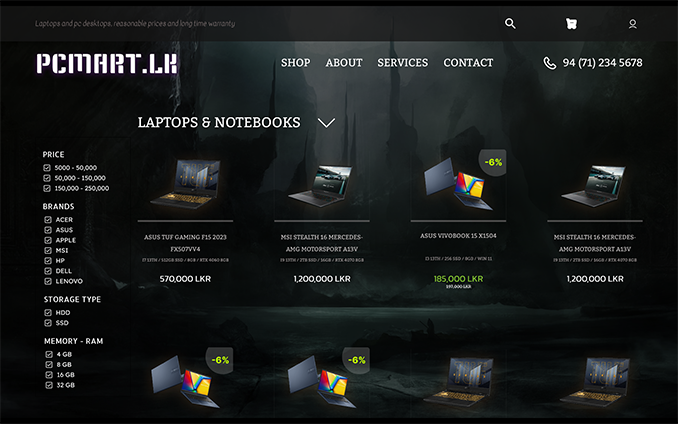 Laptops and pc desktops. reasonable prices and long time warranty
PCMART.LK
SHOP ABOUT SERVICES CONTACT
94 (71) 234 5678
LAPTOPS & NOTEBOOKS
PRICE
5000 - 50,000
50,000 - 150,000
150,000 - 250,000
BRANDS
ACER
ASUS
APPLE
MSI
HP
DELL
LENOVO
STORAGE TYPE
HDD
SSD
MEMORY - RAM
4 GB
8 GB
16 GB
32 GB
ASUS TUF GAMING F15 2023
FX507VV4
I7 13TH / 512GB SSD / 8GB / RTX 4060 8GB
570,000 LKR
MSI STEALTH 16 MERCEDES-
AMG MOTORSPORT A13V
I9 13TH / 2TB SSD / 16GB / RTX 4070 8GB
1,200,000 LKR
-6%
ASUS VIVOBOOK 15 X1504
I3 13TH / 256 SSD / 8GB / WIN 11
185,000 LKR
197,000 LKR
MSI STEALTH 16 MERCEDES-
AMG MOTORSPORT A13V
I9 13TH / 2TB SSD / 16GB / RTX 4070 8GB
1,200,000 LKR
-6%
-6%